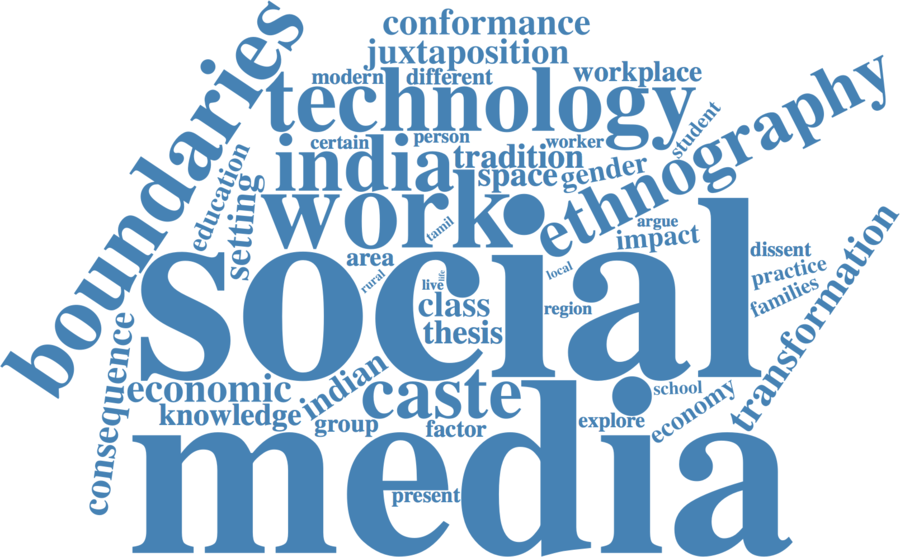 conformance
juxtaposition
boundaries
modern
different
workplace
technology
ethnography
student
certain
person
worker
india
tradition
space
gender
education
setting
work
tamil
argue
impact
area
social
rural
live
life
local
dissent
practice
families
class
thesis
region
transformation
consequence
economic
indian
caste
school
economy
knowledge
group
factor
explore
media
present